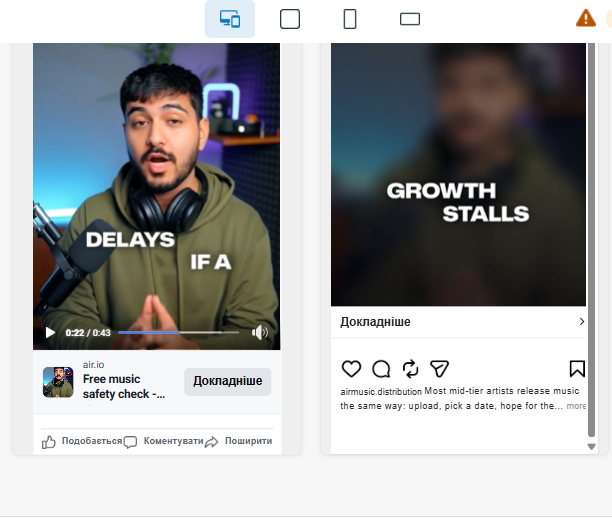 DELAYS
IF A
0:22 / 0:43
air.io
Free music
safety check -...
Докладніше
Подобається
Коментувати
Поширити
GROWTH
STALLS
Докладніше
airmusic.distribution Most mid-tier artists release music
the same way: upload, pick a date, hope for the... more